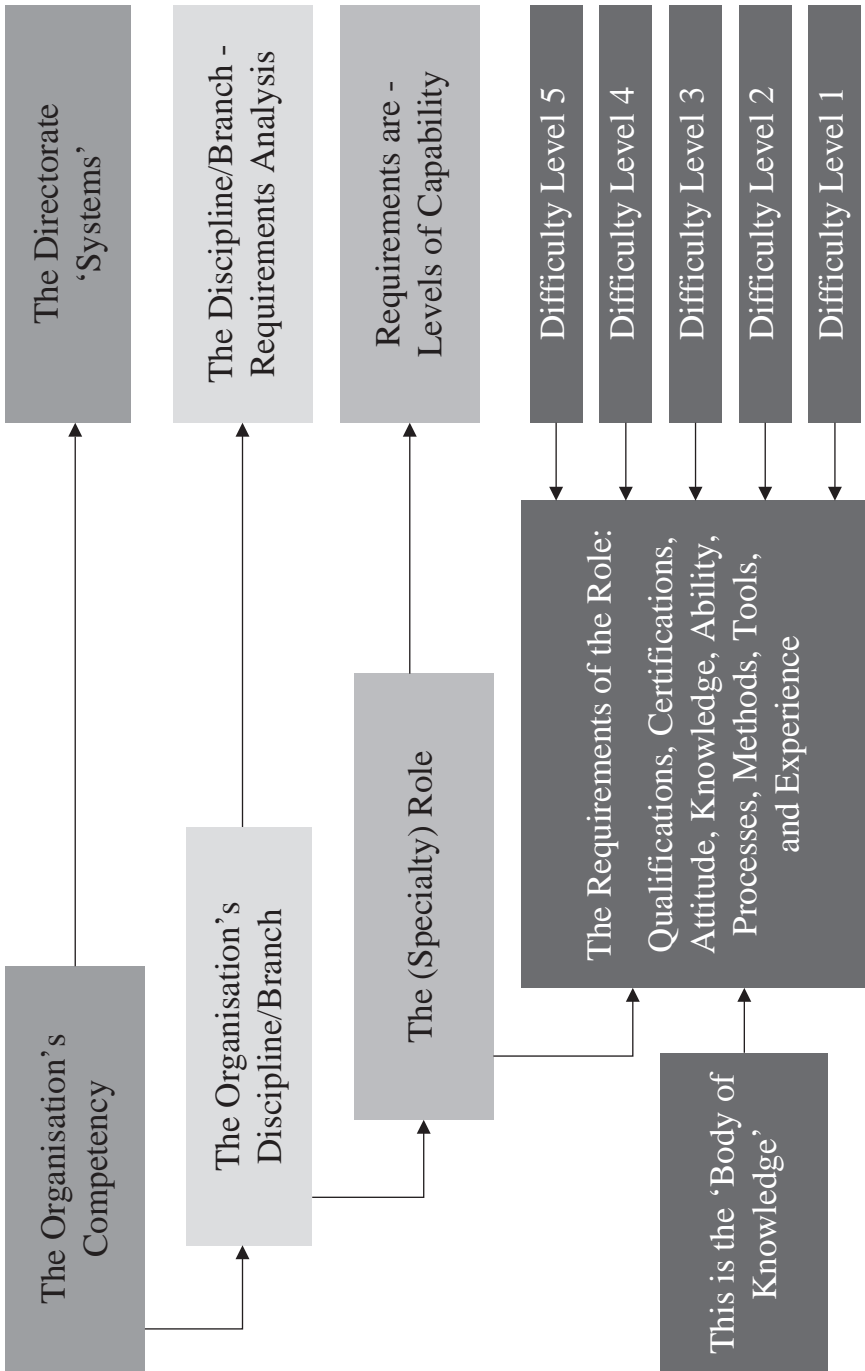 The Organisation’s
Competency
The Directorate
‘Systems’
The Organisation’s
Discipline/Branch
The Discipline/Branch -
Requirements Analysis
The (Specialty) Role
Requirements are -
Levels of Capability
This is the ‘Body of
Knowledge’
The Requirements of the Role:
Qualifications, Certifications,
Attitude, Knowledge, Ability,
Processes, Methods, Tools,
and Experience
Difficulty Level 5
Difficulty Level 4
Difficulty Level 3
Difficulty Level 2
Difficulty Level 1